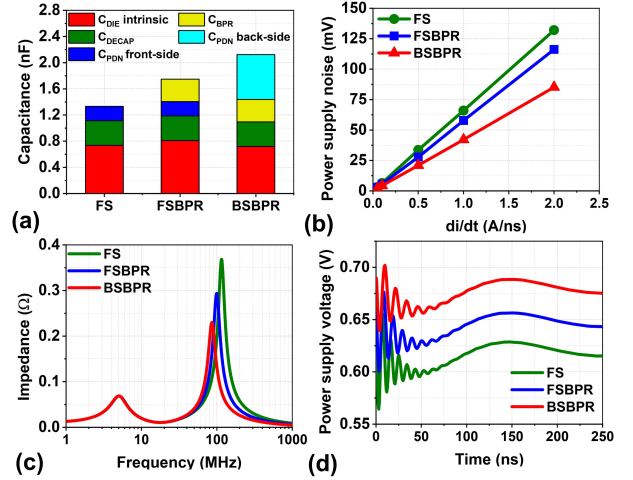 C_DIE intrinsic
C_DECAP
C_PDN front-side
C_BPR
C_PDN back-side
Capacitance (nF)
2.8
2.4
2.0
1.6
1.2
0.8
0.4
0.0
FS
FSBPR
BSBPR
(a)
FS
FSBPR
BSBPR
Power supply noise (mV)
150
125
100
75
50
25
0
0.0
0.5
1.0
1.5
2.0
2.5
di/dt (A/ns)
(b)
FS
FSBPR
BSBPR
Impedance (Ω)
0.4
0.3
0.2
0.1
0.0
1
10
100
1000
Frequency (MHz)
(c)
Power supply voltage (V)
0.70
0.65
0.60
0.55
0
50
100
150
200
250
FS
FSBPR
BSBPR
Time (ns)
(d)